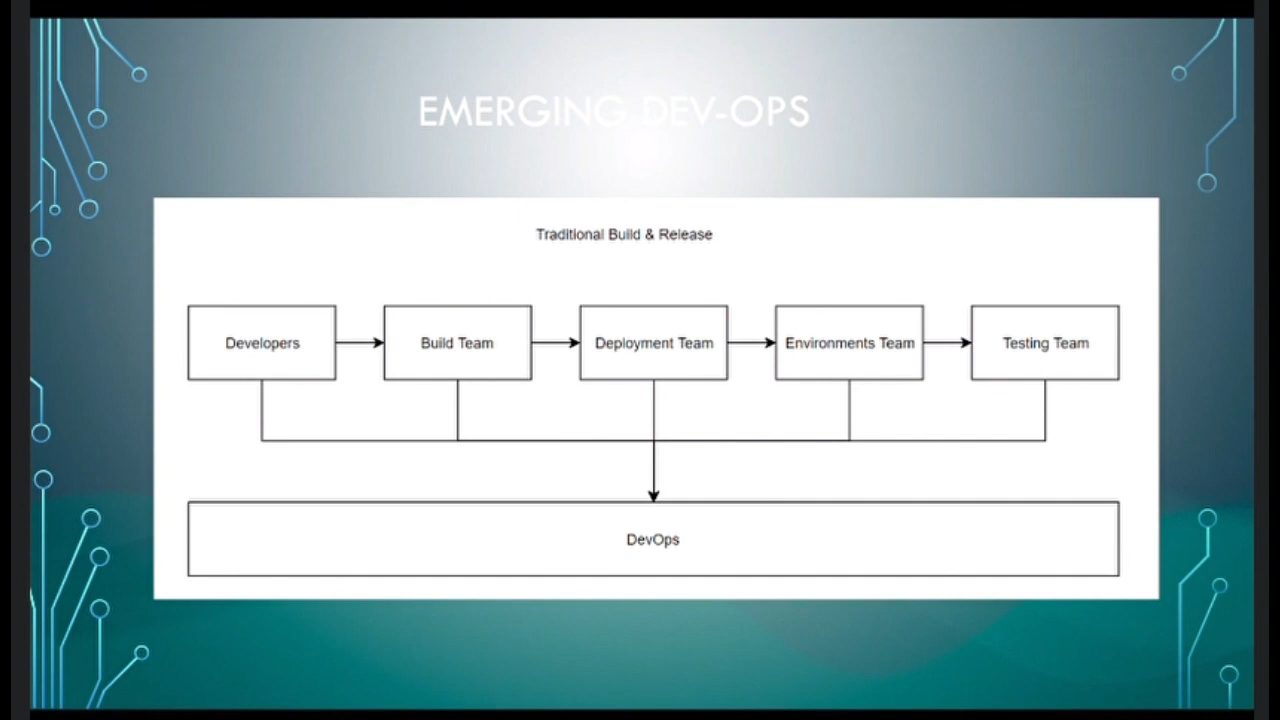 EMERGING DEV-OPS
Traditional Build & Release
Developers
Build Team
Deployment Team
Environments Team
Testing Team
DevOps